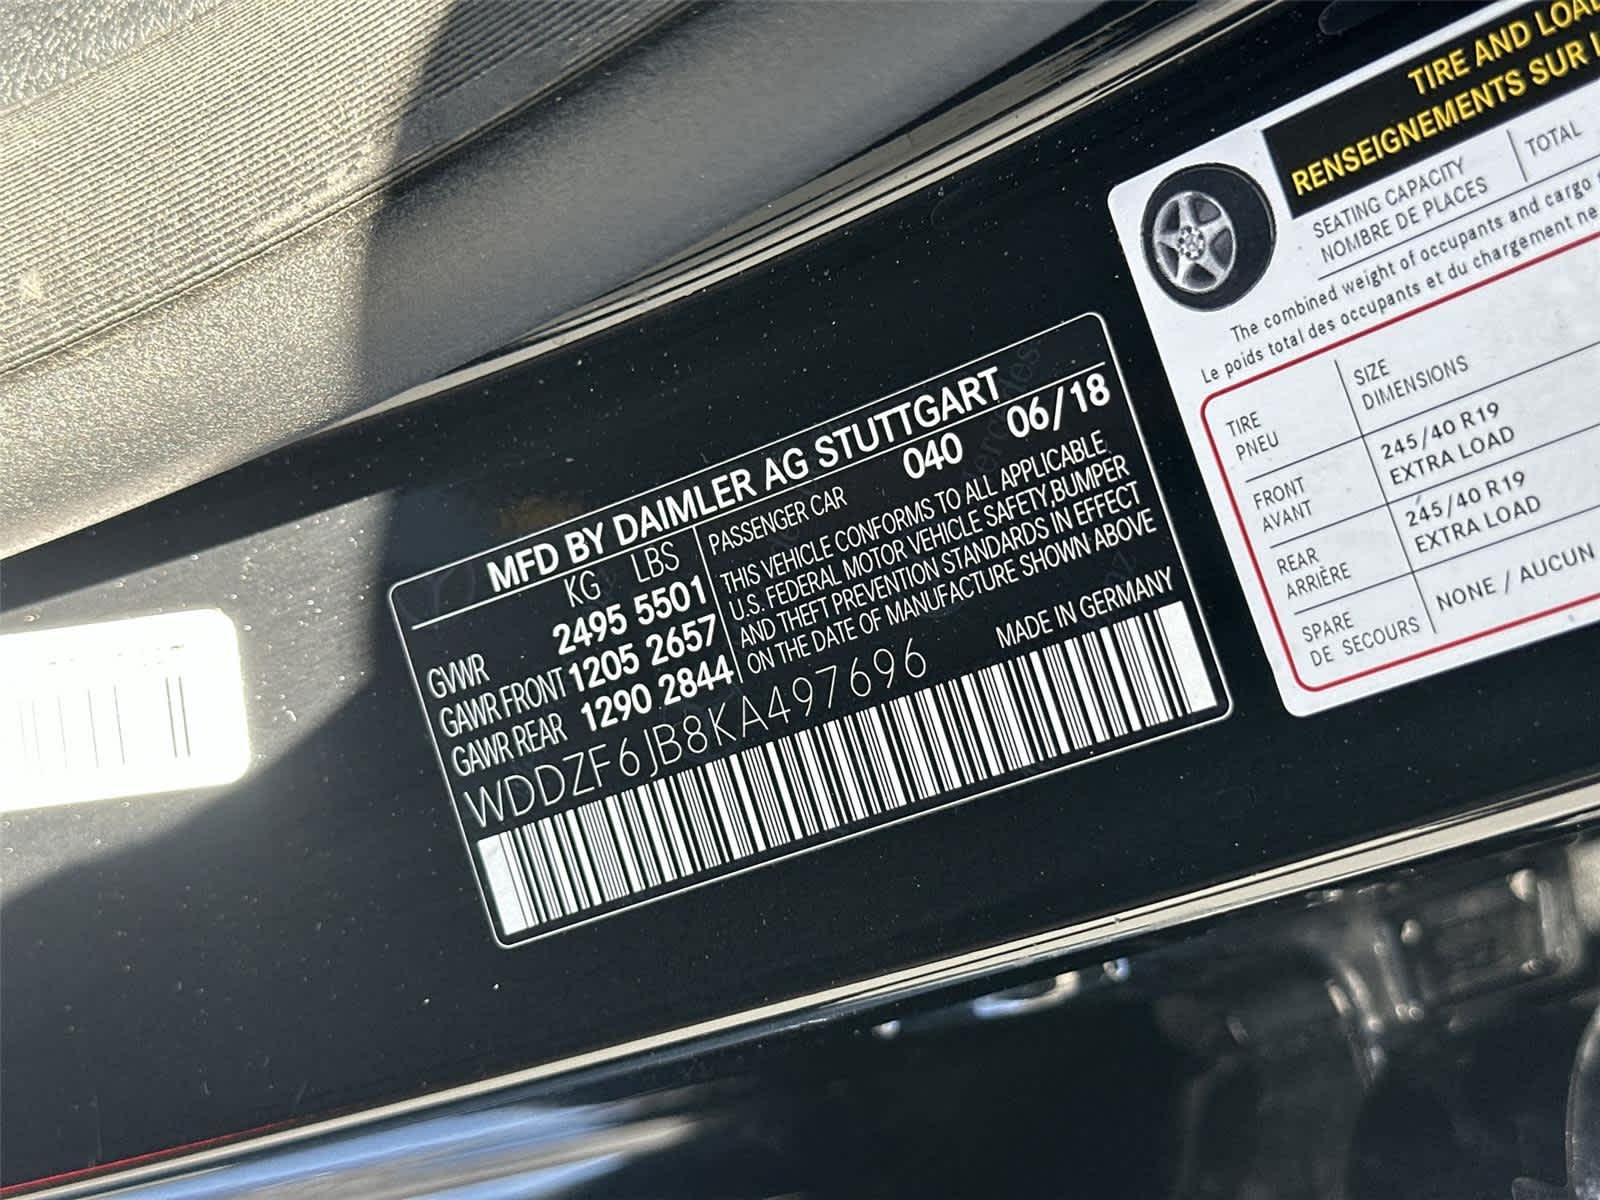 MFD BY DAIMLER AG STUTTGART
KG LBS
GVWR 2495 5501
GAWR FRONT 1205 2657
GAWR REAR 1290 2844
PASSENGER CAR 040 06/18
THIS VEHICLE CONFORMS TO ALL APPLICABLE
U.S. FEDERAL MOTOR VEHICLE SAFETY,BUMPER
AND THEFT PREVENTION STANDARDS IN EFFECT
ON THE DATE OF MANUFACTURE SHOWN ABOVE
WDDZF6JB8KA497696
MADE IN GERMANY
TIRE AND LOA
RENSEIGNEMENTS SUR L
SEATING CAPACITY
NOMBRE DE PLACES
TOTAL
The combined weight of occupants and cargo
Le poids total des occupants et du chargement ne
TIRE
PNEU
SIZE
DIMENSIONS
FRONT
AVANT
245/40 R19
EXTRA LOAD
REAR
ARRIÈRE
245/40 R19
EXTRA LOAD
SPARE
DE SECOURS
NONE / AUCUN